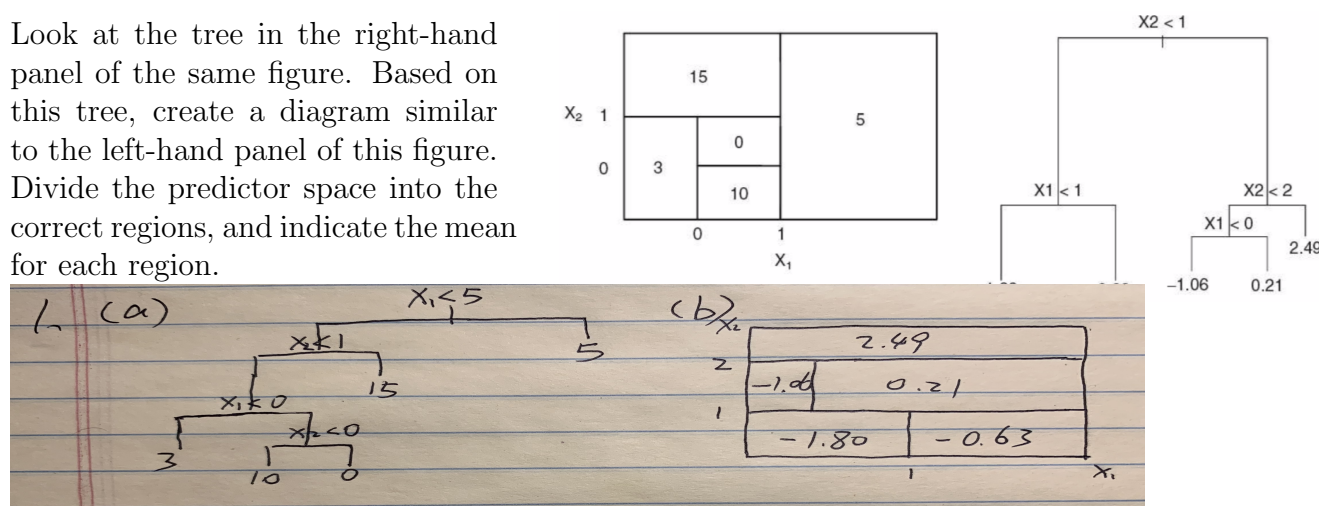 Look at the tree in the right-hand
panel of the same figure. Based on
this tree, create a diagram similar
to the left-hand panel of this figure.
Divide the predictor space into the
correct regions, and indicate the mean
for each region.
15
X₂ 1
5
0
0
3
10
0 1
X₁
X2 < 1
X1 < 1 X2 < 2
X1 < 0
2.49
-1.06 0.21
1. (a)
X₁<5
X₂<1 5
X₁<0 15
X₂<0
3
10 0
(b)
X₂
2.49
2
-1.06 0.21
1
-1.80 -0.63
1 X₁